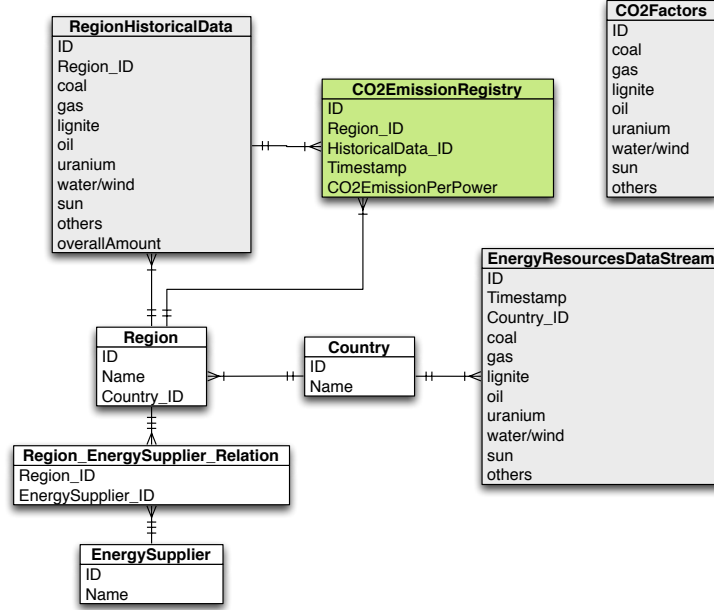 RegionHistoricalData
ID
Region_ID
coal
gas
lignite
oil
uranium
water/wind
sun
others
overallAmount
CO2EmissionRegistry
ID
Region_ID
HistoricalData_ID
Timestamp
CO2EmissionPerPower
CO2Factors
ID
coal
gas
lignite
oil
uranium
water/wind
sun
others
EnergyResourcesDataStream
ID
Timestamp
Country_ID
coal
gas
lignite
oil
uranium
water/wind
sun
others
Region
ID
Name
Country_ID
Country
ID
Name
Region_EnergySupplier_Relation
Region_ID
EnergySupplier_ID
EnergySupplier
ID
Name